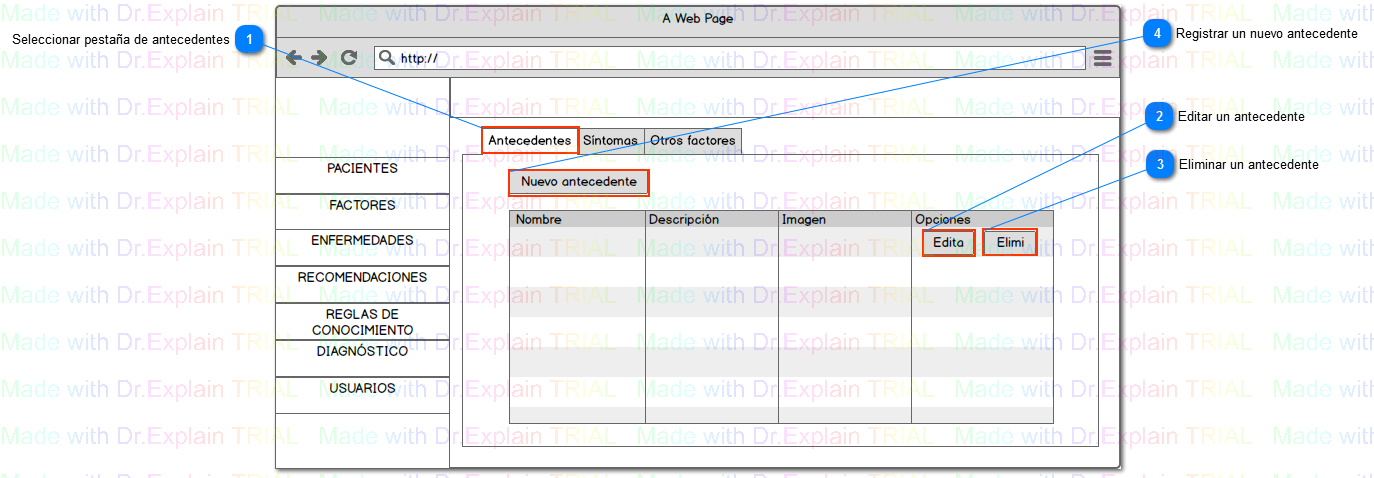 A Web Page
Seleccionar pestaña de antecedentes
1
4
Registrar un nuevo antecedente
http://
2
Editar un antecedente
Antecedentes
Síntomas
Otros factores
3
Eliminar un antecedente
PACIENTES
FACTORES
ENFERMEDADES
RECOMENDACIONES
REGLAS DE
CONOCIMIENTO
DIAGNÓSTICO
USUARIOS
Nuevo antecedente
Nombre
Descripción
Imagen
Opciones
Edita
Elimi
Made with Dr.Explain TRIAL